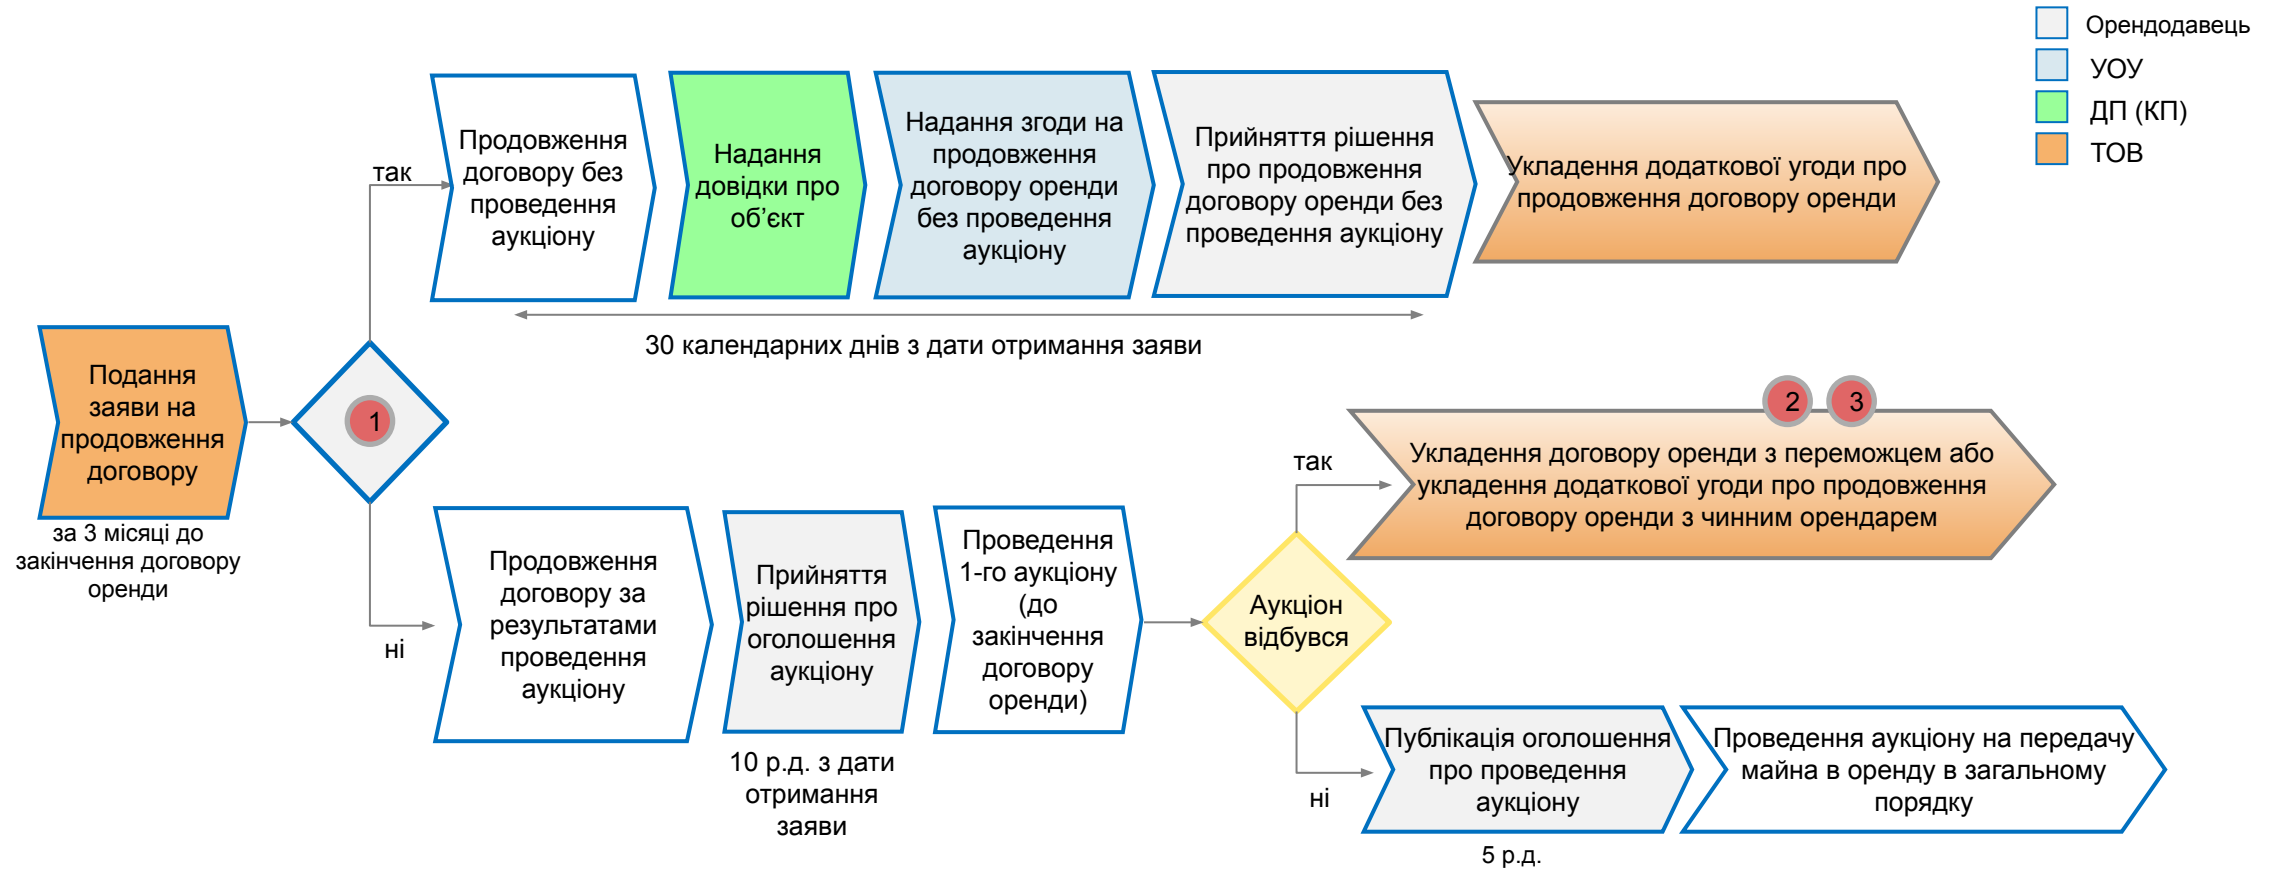 Орендодавець
УОУ
ДП (КП)
ТОВ
так
Продовження
договору без
проведення
аукціону
Надання
довідки про
об’єкт
Надання згоди на
продовження
договору оренди
без проведення
аукціону
Прийняття рішення
про продовження
договору оренди без
проведення аукціону
Укладення додаткової угоди про
продовження договору оренди
30 календарних днів з дати отримання заяви
Подання
заяви на
продовження
договору
за 3 місяці до
закінчення договору
оренди
1
ні
Продовження
договору за
результатами
проведення
аукціону
Прийняття
рішення про
оголошення
аукціону
10 р.д. з дати
отримання
заяви
Проведення
1-го аукціону
(до
закінчення
договору
оренди)
Аукціон
відбувся
так
2
3
Укладення договору оренди з переможцем або
укладення додаткової угоди про продовження
договору оренди з чинним орендарем
ні
Публікація оголошення
про проведення
аукціону
5 р.д.
Проведення аукціону на передачу
майна в оренду в загальному
порядку